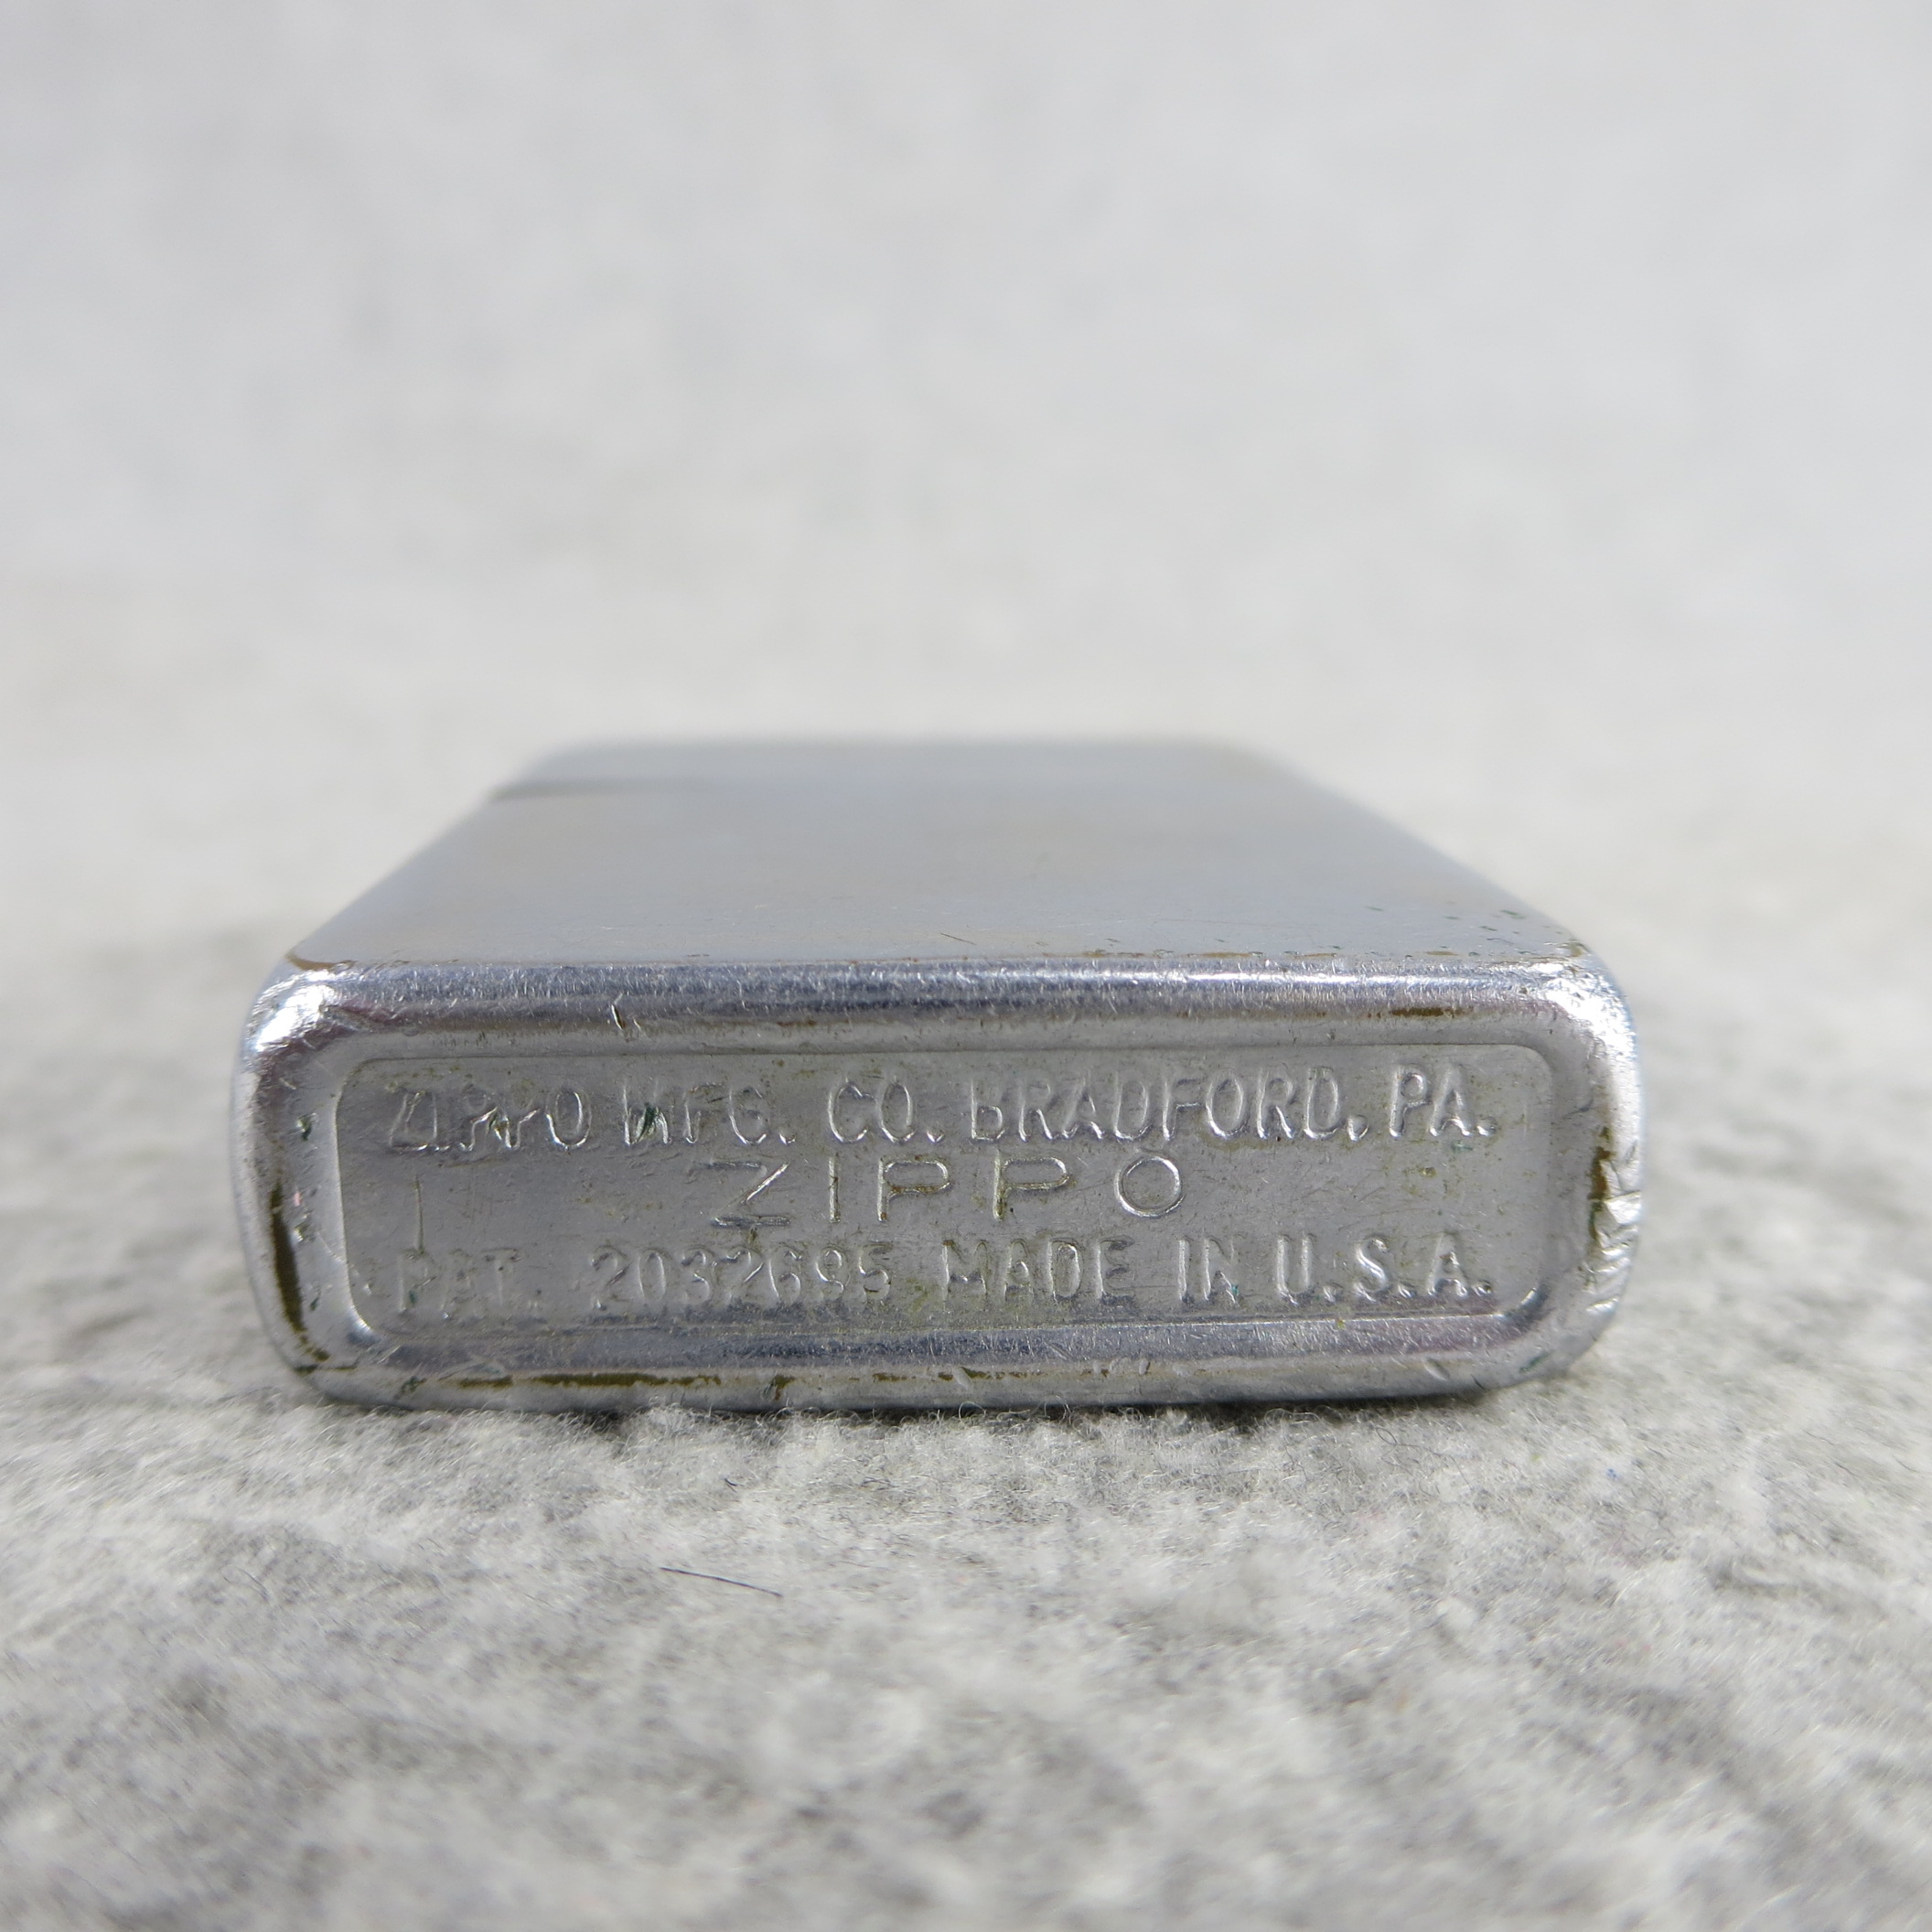 ZIPPO MFG. CO. BRADFORD, PA.
ZIPPO
PAT. 2032695 MADE IN U.S.A.